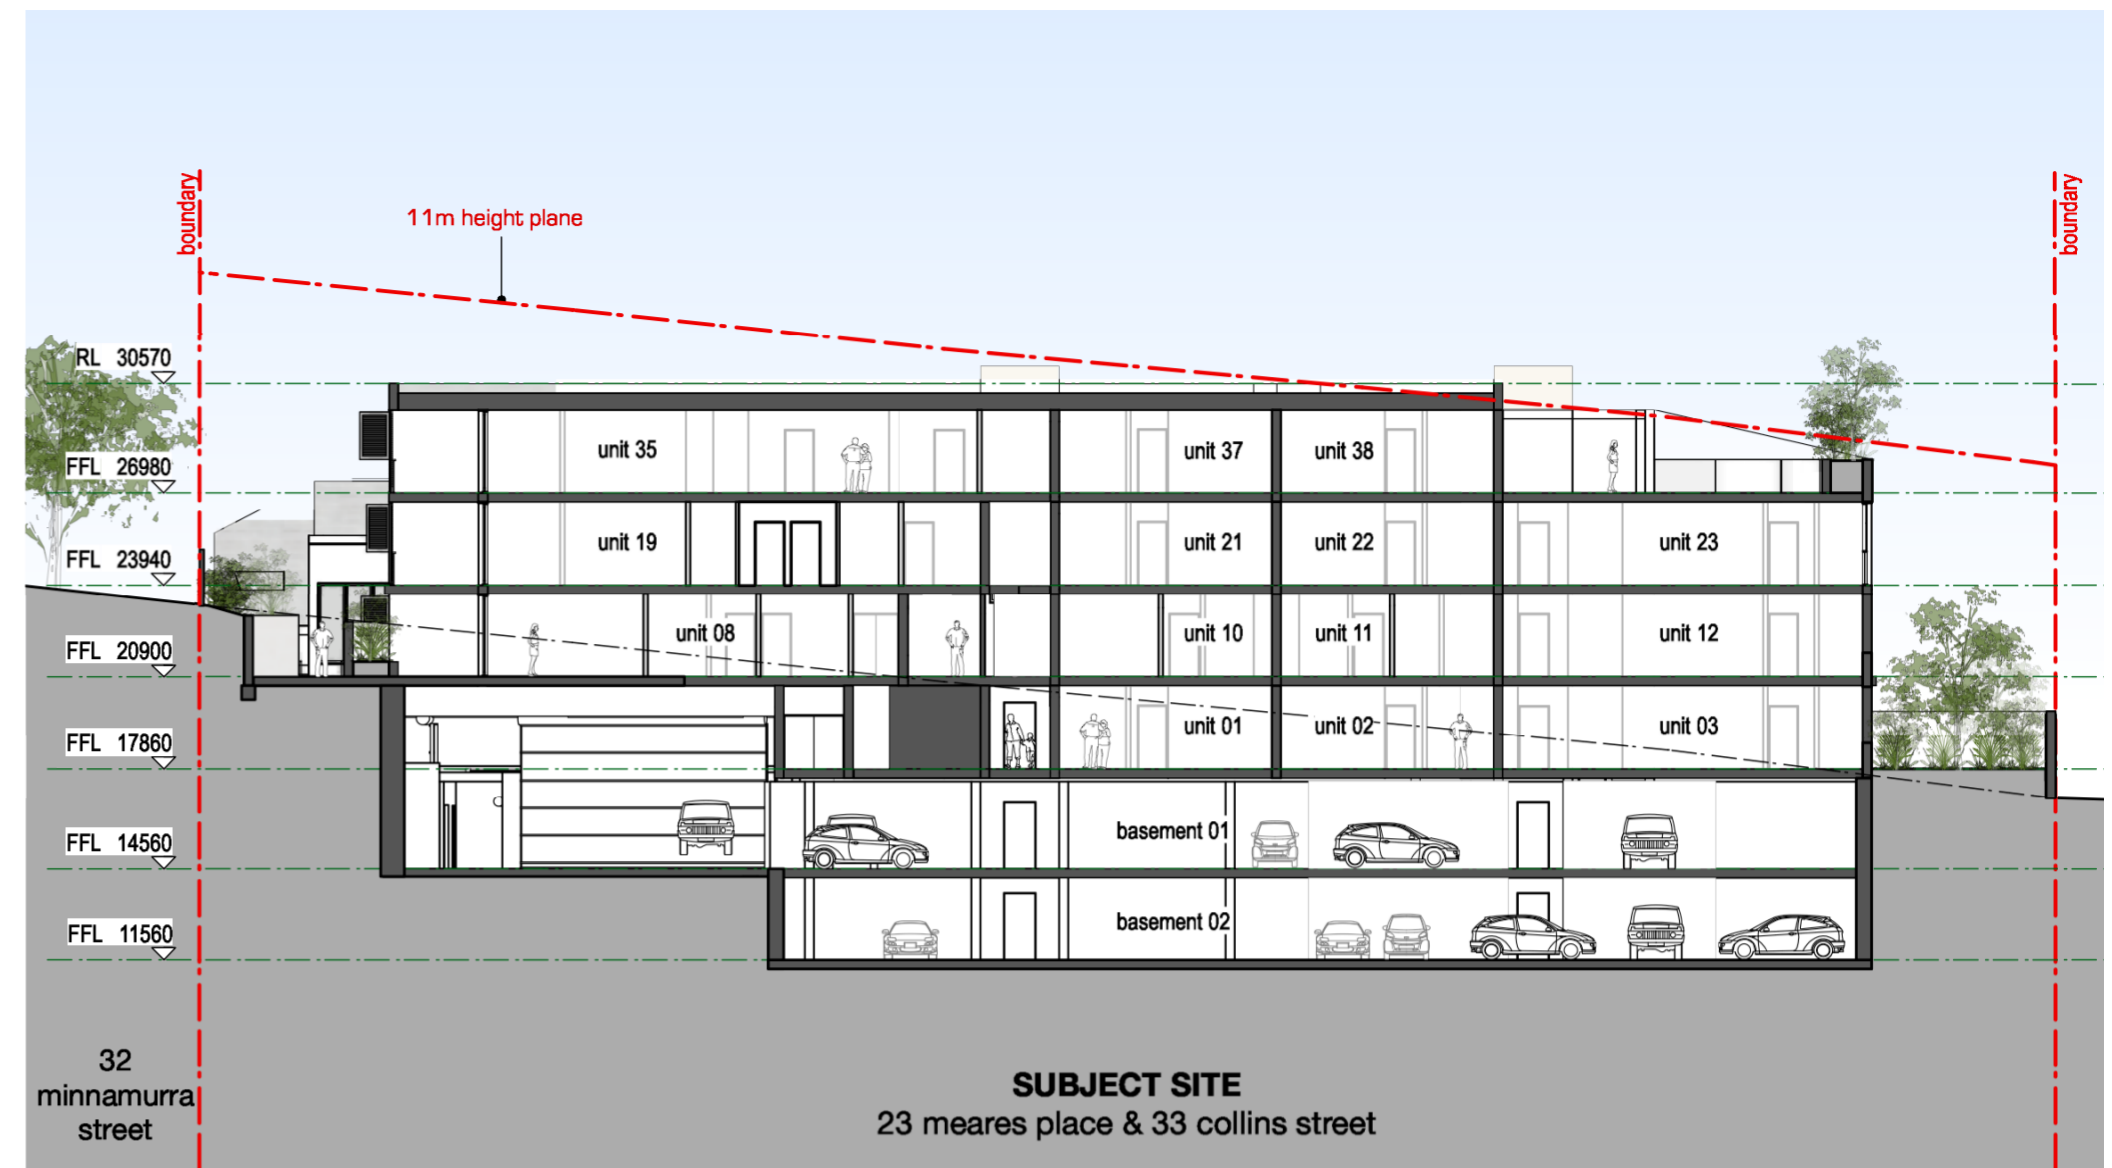 boundary
boundary
11m height plane
RL 30570
unit 35
unit 37
unit 38
FFL 26980
unit 19
unit 21
unit 22
unit 23
FFL 23940
unit 08
unit 10
unit 11
unit 12
FFL 20900
unit 01
unit 02
unit 03
FFL 17860
basement 01
FFL 14560
basement 02
FFL 11560
32
minnamurra
street
SUBJECT SITE
23 meares place & 33 collins street